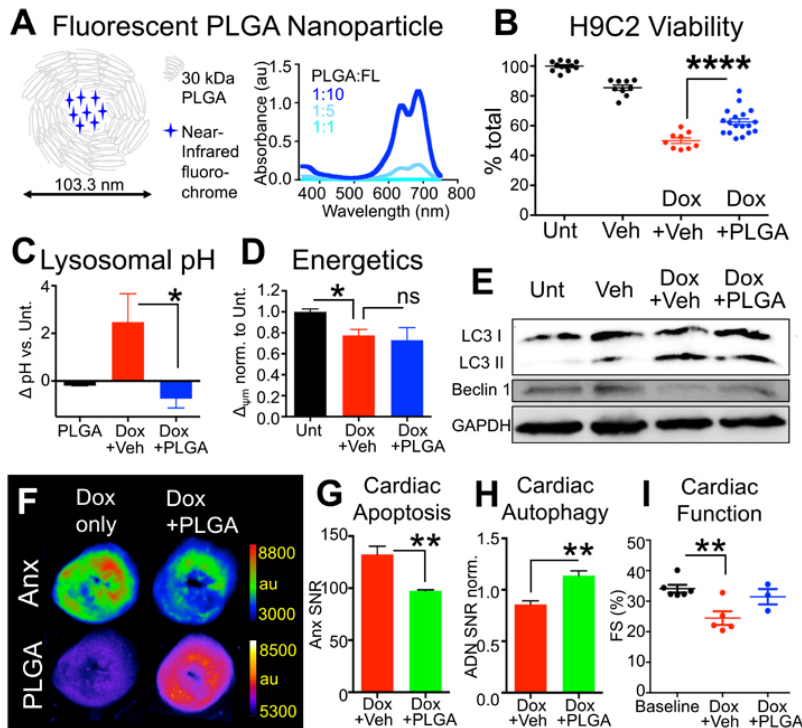 A Fluorescent PLGA Nanoparticle
30 kDa
PLGA
Near-
Infrared
fluoro-
chrome
103.3 nm
Absorbance (au)
1.5
1.0
0.5
0.0
PLGA:FL
1:10
1:5
1:1
400 500 600 700 800
Wavelength (nm)
B H9C2 Viability
% total
100
80
60
40
****
Unt
Veh
Dox
+Veh
Dox
+PLGA
C Lysosomal pH
Δ pH vs. Unt.
4
2
0
*
PLGA
Dox
+Veh
Dox
+PLGA
D Energetics
Δψm norm. to Unt.
1.0
0.8
0.6
0.4
0.2
0.0
*
ns
Unt
Dox
+Veh
Dox
+PLGA
E
Unt
Veh
Dox
+Veh
Dox
+PLGA
LC3 I
LC3 II
Beclin 1
GAPDH
F
Dox
only
Dox
+PLGA
Anx
8800
au
3000
PLGA
8500
au
5300
G Cardiac
Apoptosis
Anx SNR
150
100
50
0
**
Dox
+Veh
Dox
+PLGA
H Cardiac
Autophagy
ADN SNR norm.
1.5
1.0
0.5
0.0
**
Dox
+Veh
Dox
+PLGA
I Cardiac
Function
FS (%)
50
40
30
20
10
0
**
Baseline
Dox
+Veh
Dox
+PLGA